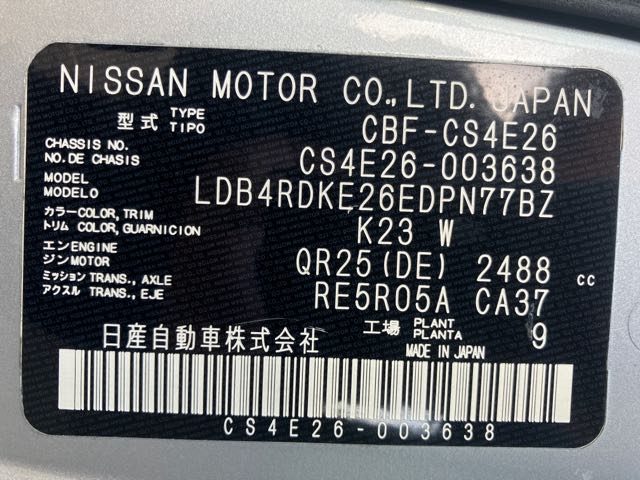 NISSAN MOTOR CO.,LTD. JAPAN
型式 TYPE TIPO CBF-CS4E26
CHASSIS NO. NO.DE CHASIS CS4E26-003638
MODEL MODELO LDB4RDKE26EDPN77BZ
カラー COLOR, TRIM
トリム COLOR, GUARNICION K23 W
エンENGINE
ジンMOTOR QR25(DE) 2488 cc
ミッション TRANS., AXLE
アクスル TRANS., EJE RE5R05A CA37
日産自動車株式会社 工場 PLANT PLANTA 9
MADE IN JAPAN
CS4E26-003638